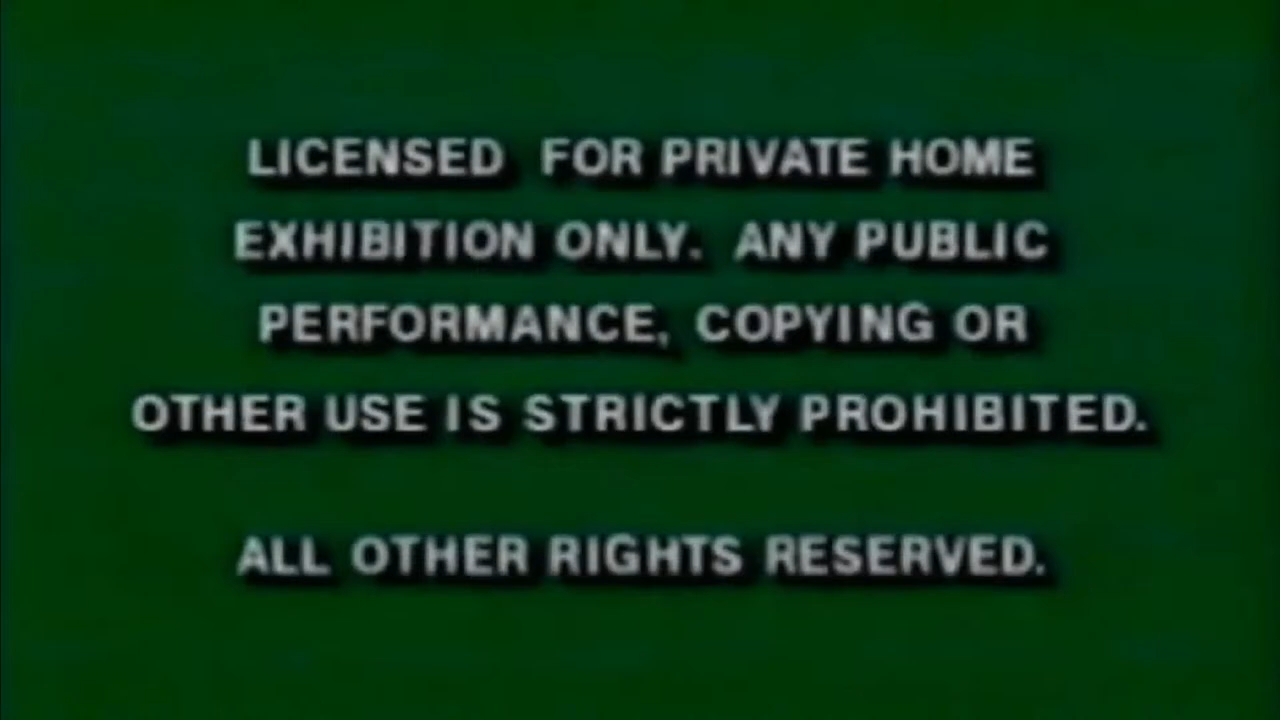 LICENSED FOR PRIVATE HOME
EXHIBITION ONLY. ANY PUBLIC
PERFORMANCE, COPYING OR
OTHER USE IS STRICTLY PROHIBITED.
ALL OTHER RIGHTS RESERVED.